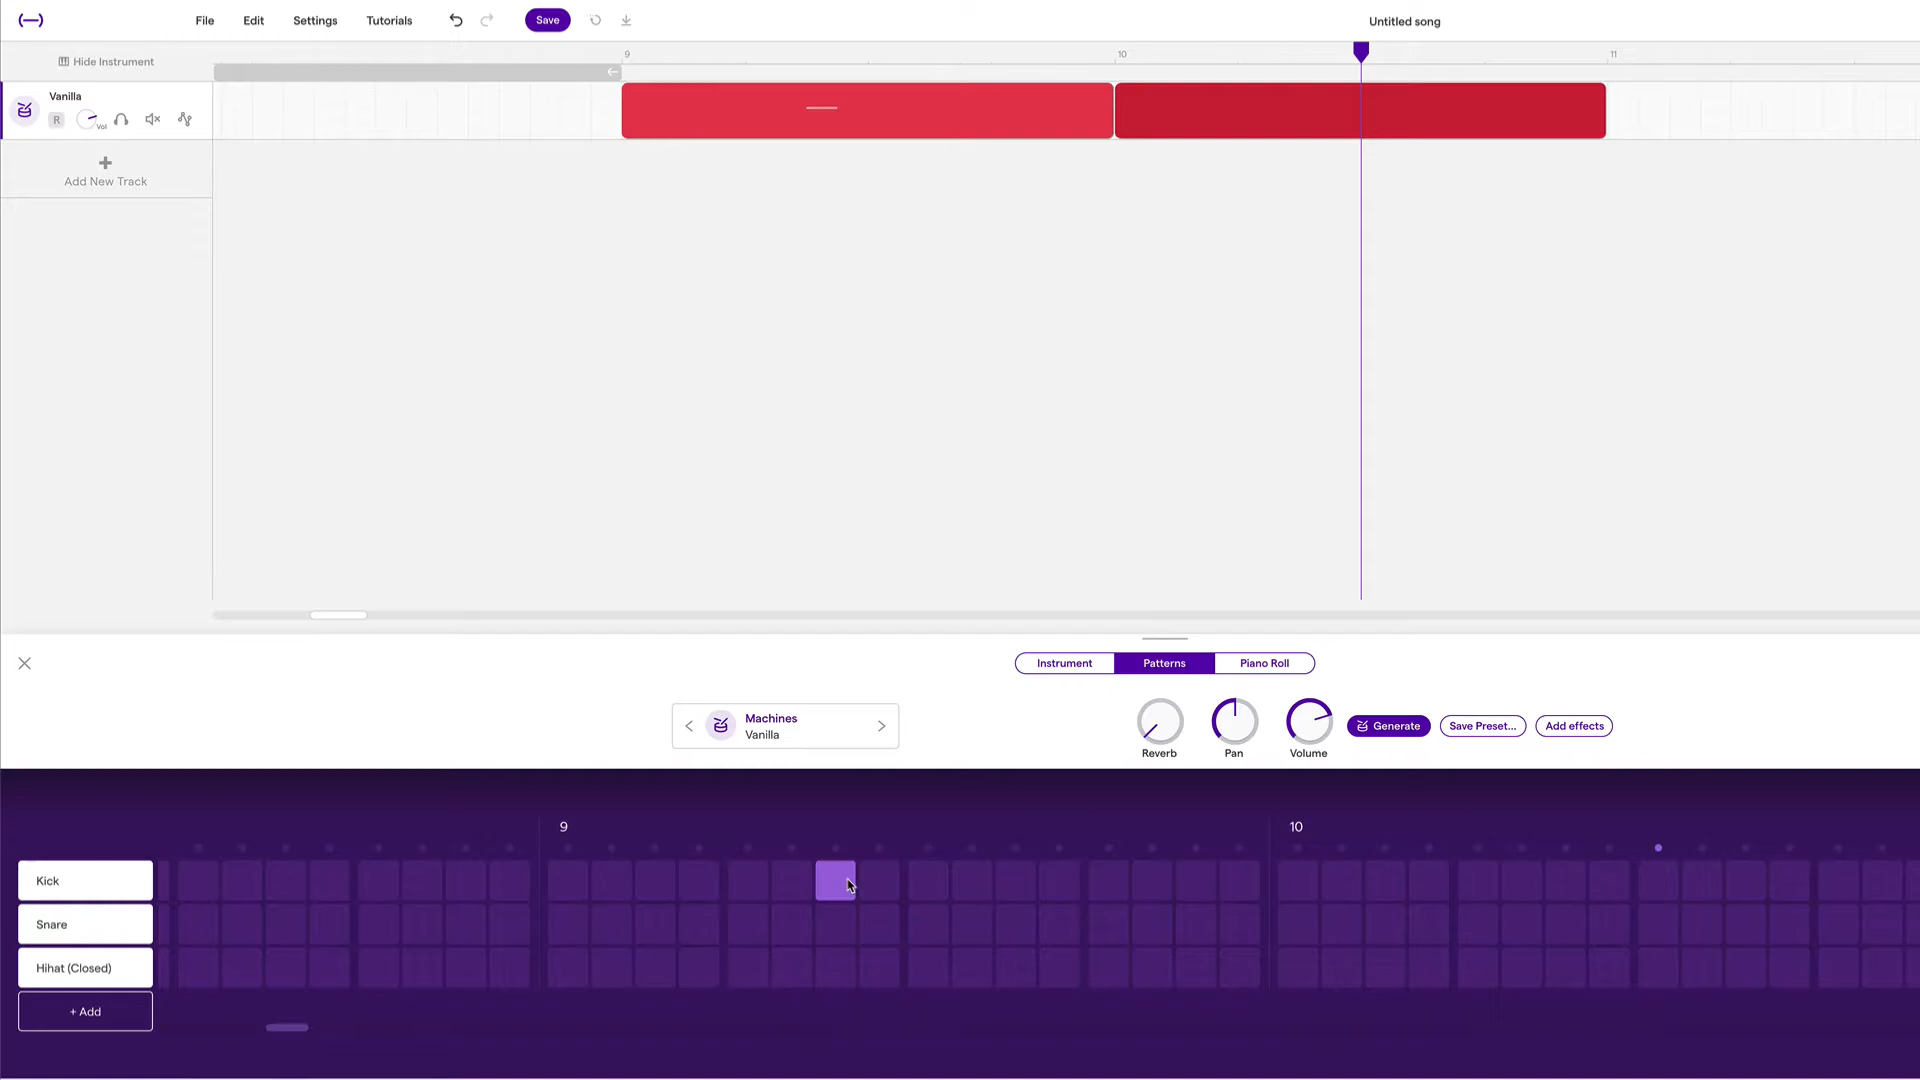 File Edit Settings Tutorials Save Untitled song
Hide Instrument 9 10 11
Vanilla
R Vol
Add New Track
Instrument Patterns Piano Roll
Machines
Vanilla
Generate Save Preset... Add effects
Reverb Pan Volume
9 10
Kick
Snare
Hihat (Closed)
+ Add